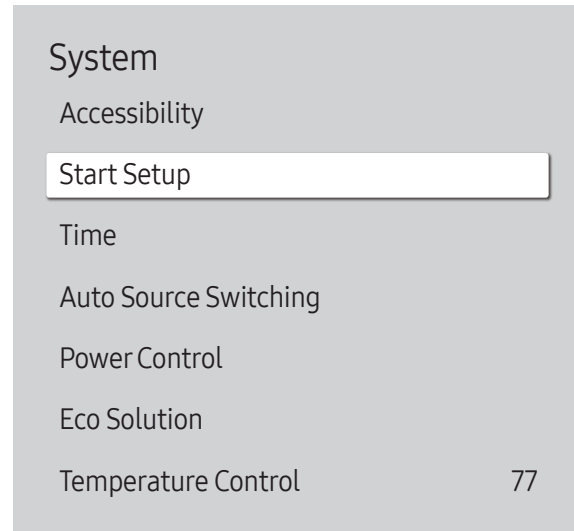 System
Accessibility
Start Setup
Time
Auto Source Switching
Power Control
Eco Solution
Temperature Control 77